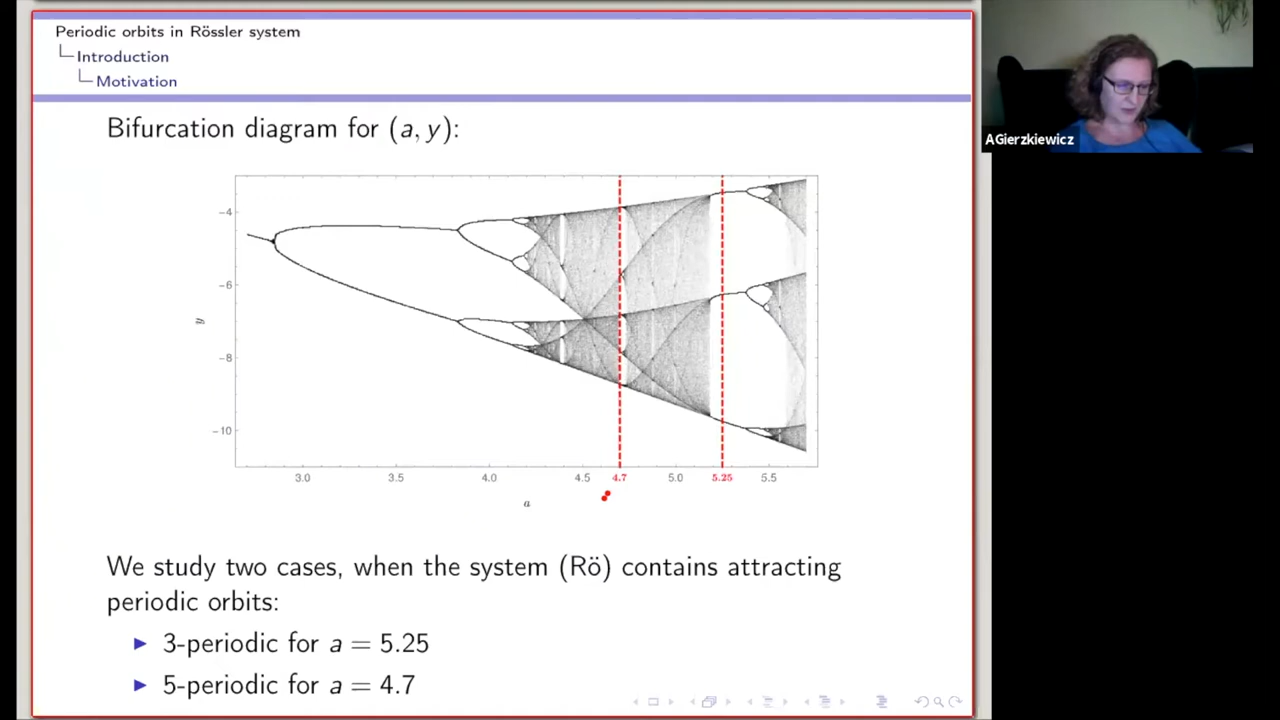 Periodic orbits in Rössler system
Introduction
Motivation
AGierzkiewicz
Bifurcation diagram for (a, y):
−4
−6
−8
−10
y
3.0 3.5 4.0 4.5 4.7 5.0 5.25 5.5
a
We study two cases, when the system (Rö) contains attracting
periodic orbits:
▶ 3-periodic for a = 5.25
▶ 5-periodic for a = 4.7